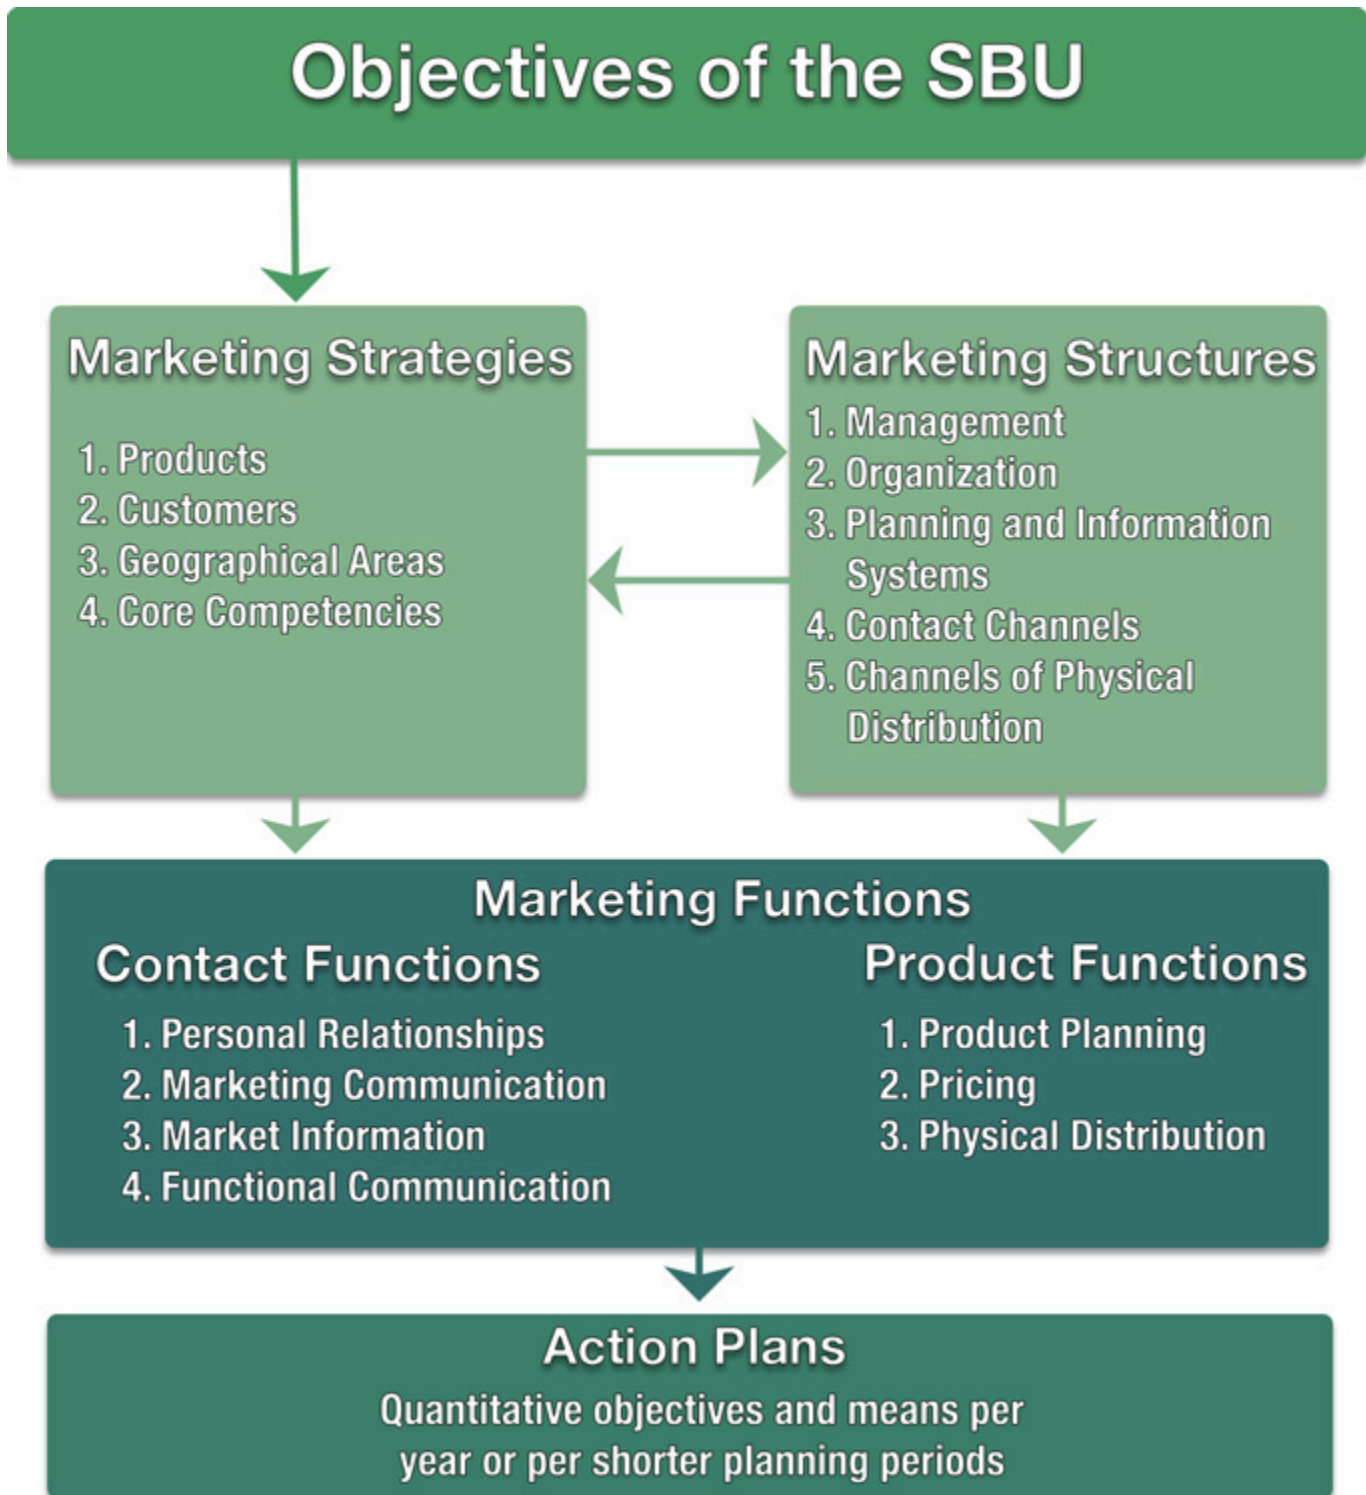 Objectives of the SBU
Marketing Strategies
1. Products
2. Customers
3. Geographical Areas
4. Core Competencies
Marketing Structures
1. Management
2. Organization
3. Planning and Information
Systems
4. Contact Channels
5. Channels of Physical
Distribution
Marketing Functions
Contact Functions
1. Personal Relationships
2. Marketing Communication
3. Market Information
4. Functional Communication
Product Functions
1. Product Planning
2. Pricing
3. Physical Distribution
Action Plans
Quantitative objectives and means per
year or per shorter planning periods